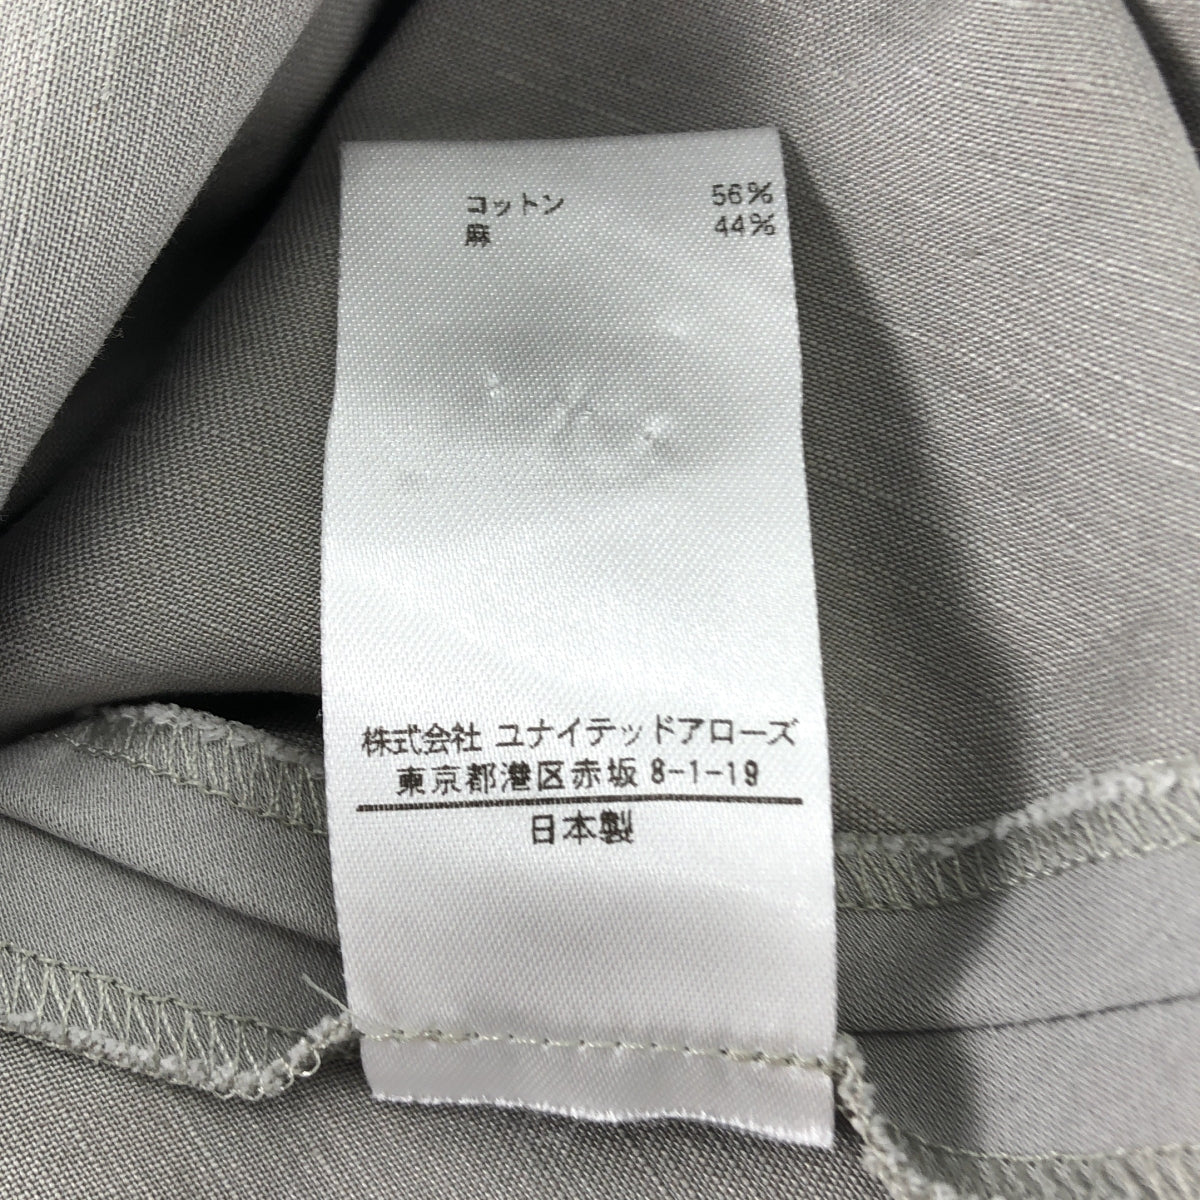 コットン 56%
麻 44%
株式会社 ユナイテッドアローズ
東京都港区赤坂 8-1-19
日本製